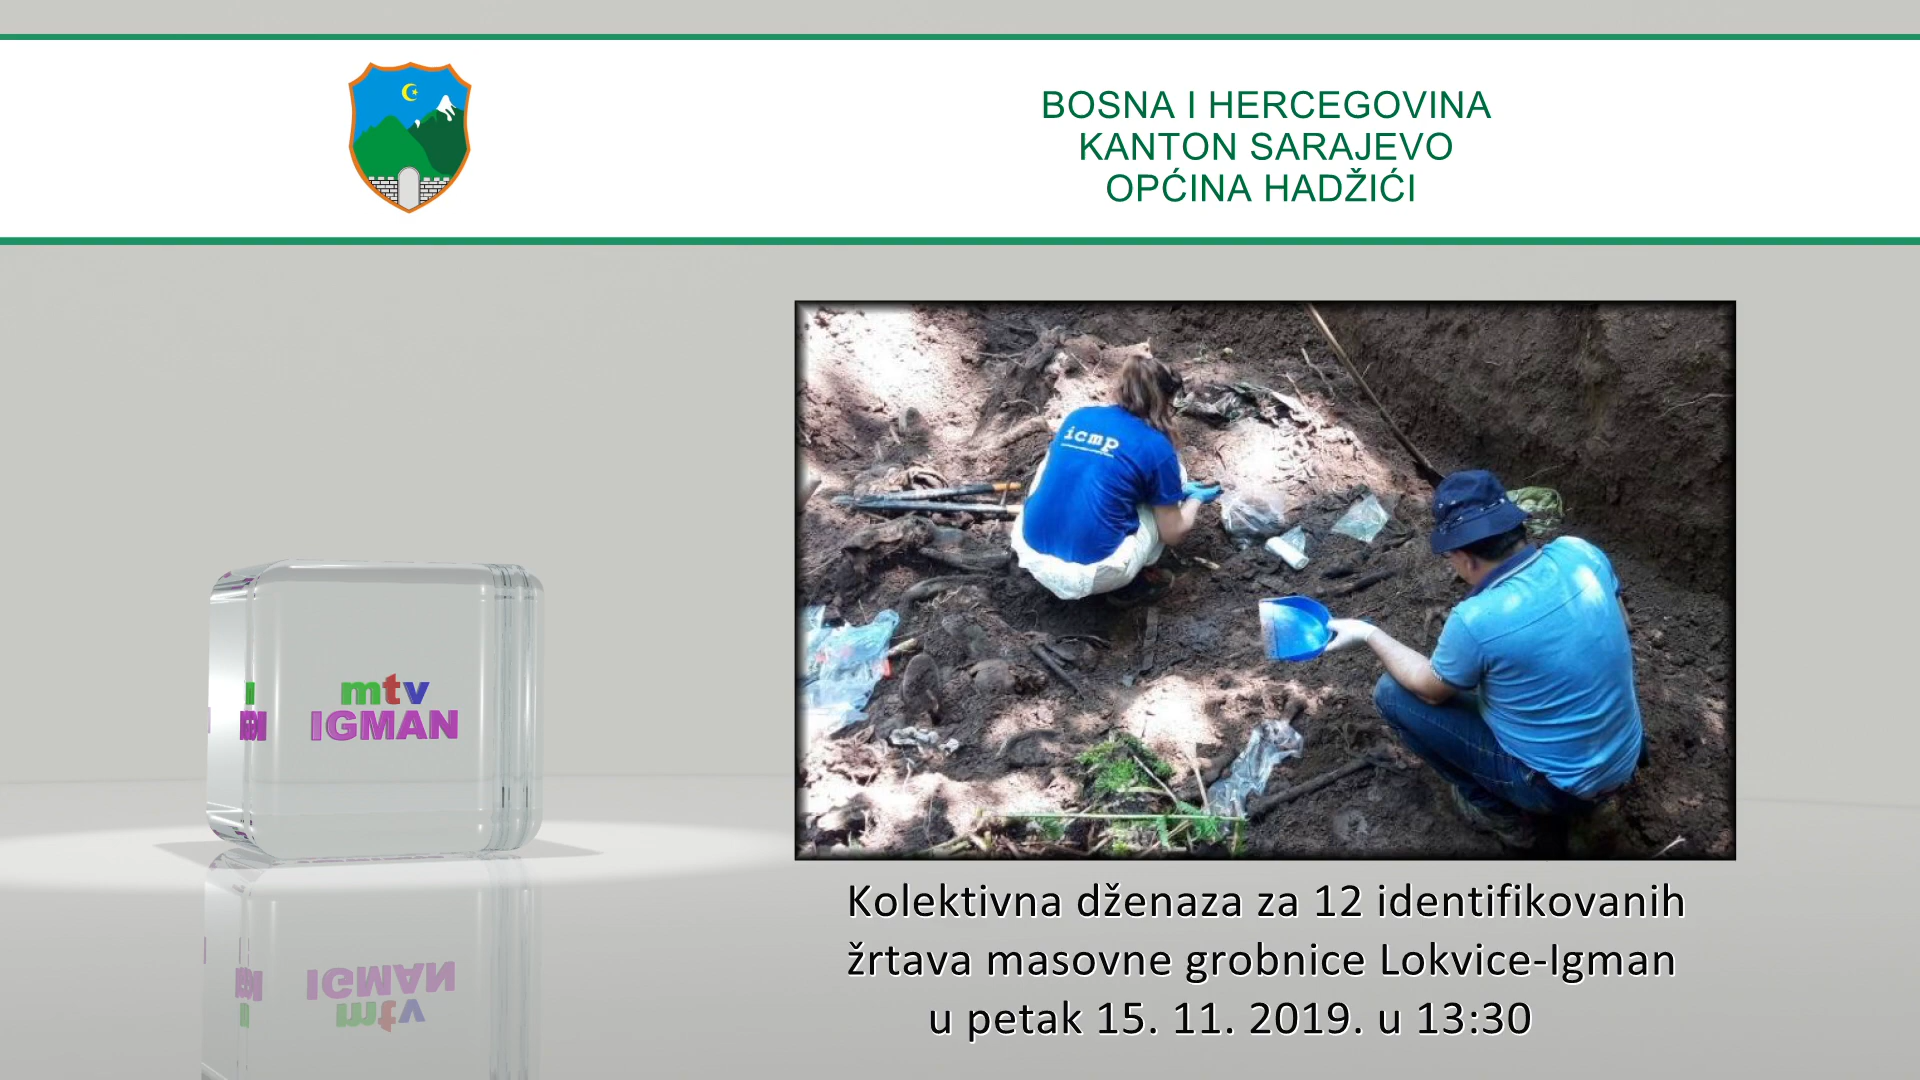 BOSNA I HERCEGOVINA
KANTON SARAJEVO
OPĆINA HADŽIĆI
icmp
mtv
IGMAN
Kolektivna dženaza za 12 identifikovanih
žrtava masovne grobnice Lokvice-Igman
u petak 15. 11. 2019. u 13:30